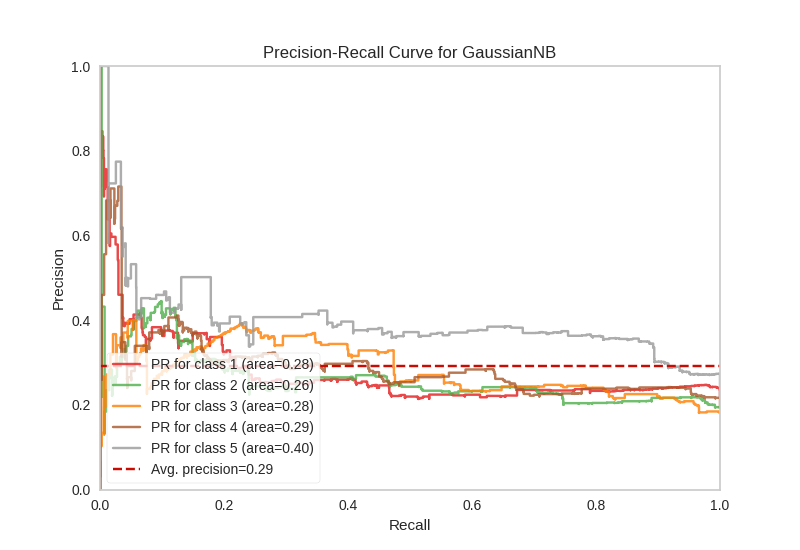 Precision-Recall Curve for GaussianNB
1.0
0.8
0.6
0.4
0.2
0.0
Precision
PR for class 1 (area=0.28)
PR for class 2 (area=0.26)
PR for class 3 (area=0.28)
PR for class 4 (area=0.29)
PR for class 5 (area=0.40)
Avg. precision=0.29
0.0 0.2 0.4 0.6 0.8 1.0
Recall